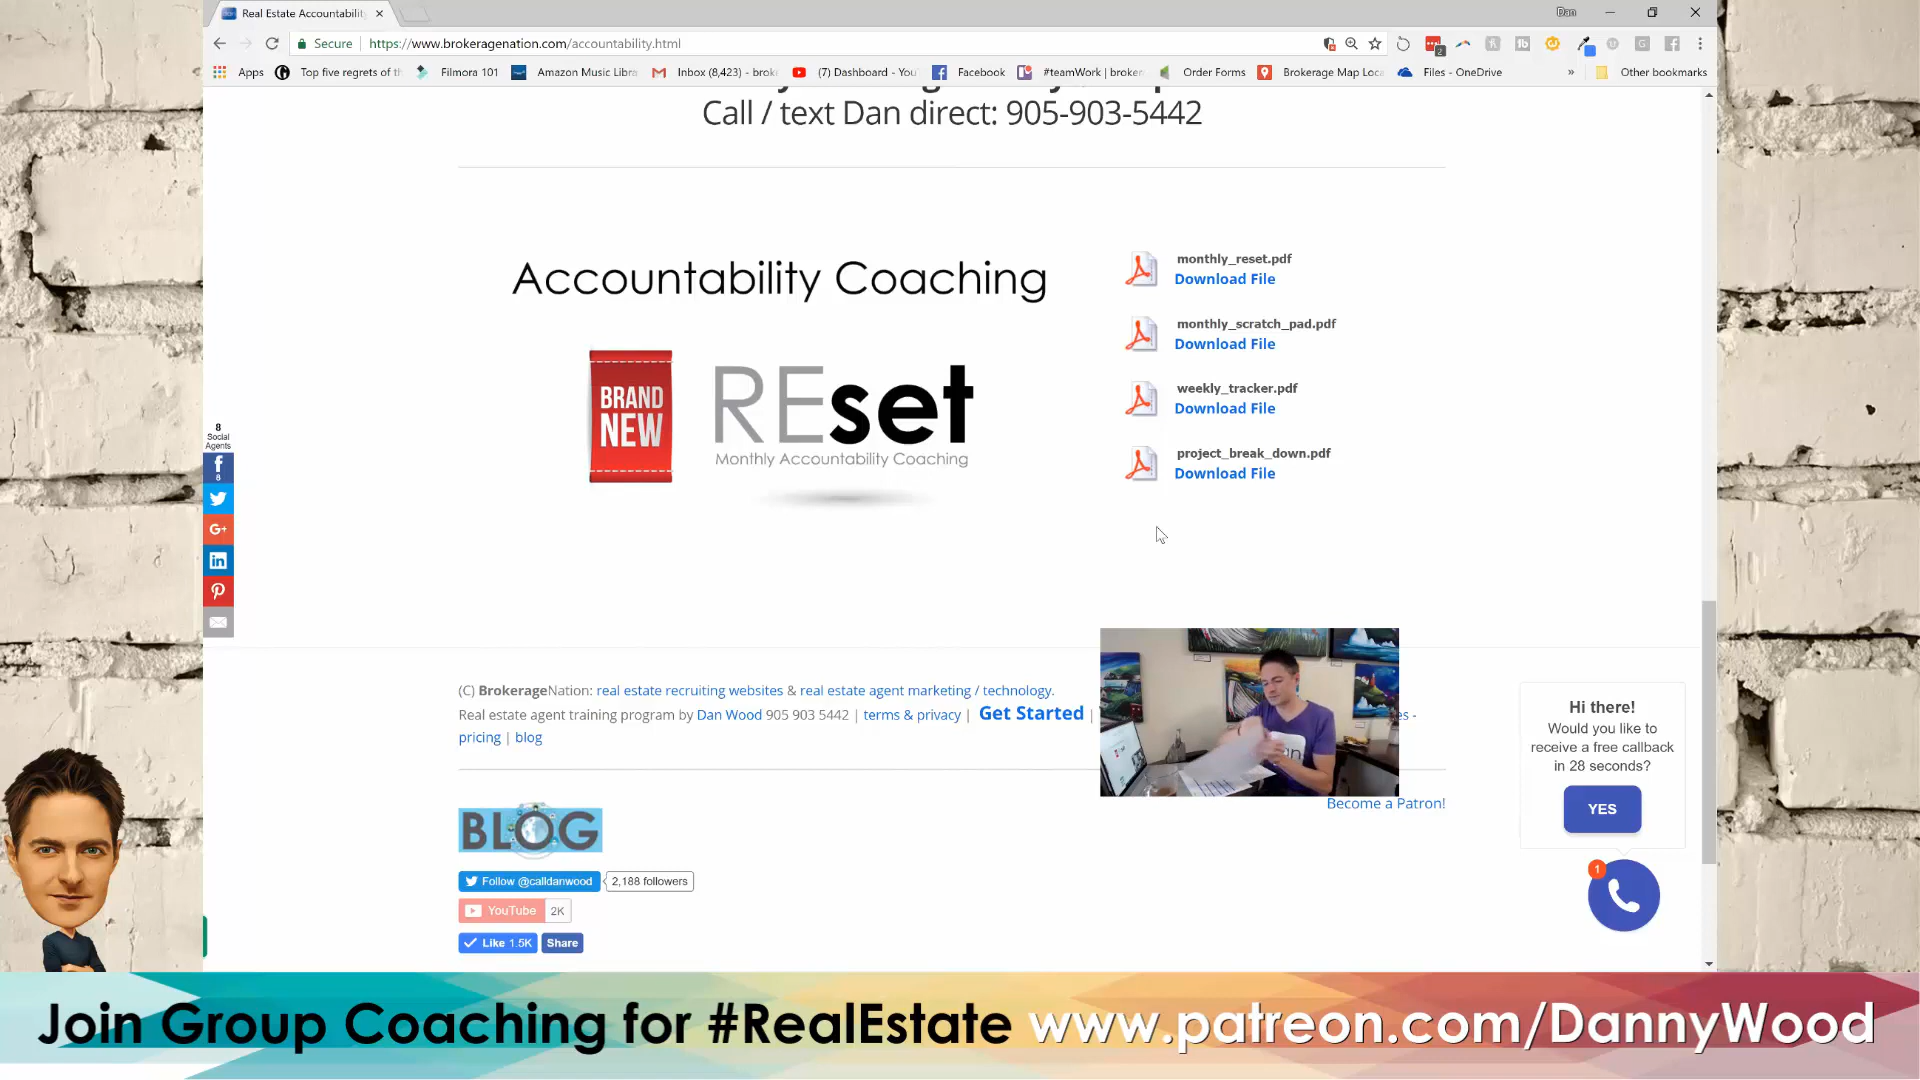 Real Estate Accountability
Dan
Secure
https://www.brokeragenation.com/accountability.html
Apps
Top five regrets of th
Filmora 101
Amazon Music Libra
Inbox (8,423) - broke
(7) Dashboard - You
Facebook
#teamWork | broker
Order Forms
Brokerage Map Loca
Files - OneDrive
»
Other bookmarks
Call / text Dan direct: 905-903-5442
Accountability Coaching
BRAND
NEW
REset
Monthly Accountability Coaching
monthly_reset.pdf
Download File
monthly_scratch_pad.pdf
Download File
weekly_tracker.pdf
Download File
project_break_down.pdf
Download File
8
Social
Agents
8
(C) BrokerageNation: real estate recruiting websites & real estate agent marketing / technology.
Real estate agent training program by Dan Wood 905 903 5442 | terms & privacy | Get Started |
pricing | blog
Become a Patron!
BLOG
Follow @calldanwood 2,188 followers
YouTube 2K
Like 1.5K Share
Hi there!
Would you like to
receive a free callback
in 28 seconds?
YES
1
Join Group Coaching for #RealEstate www.patreon.com/DannyWood